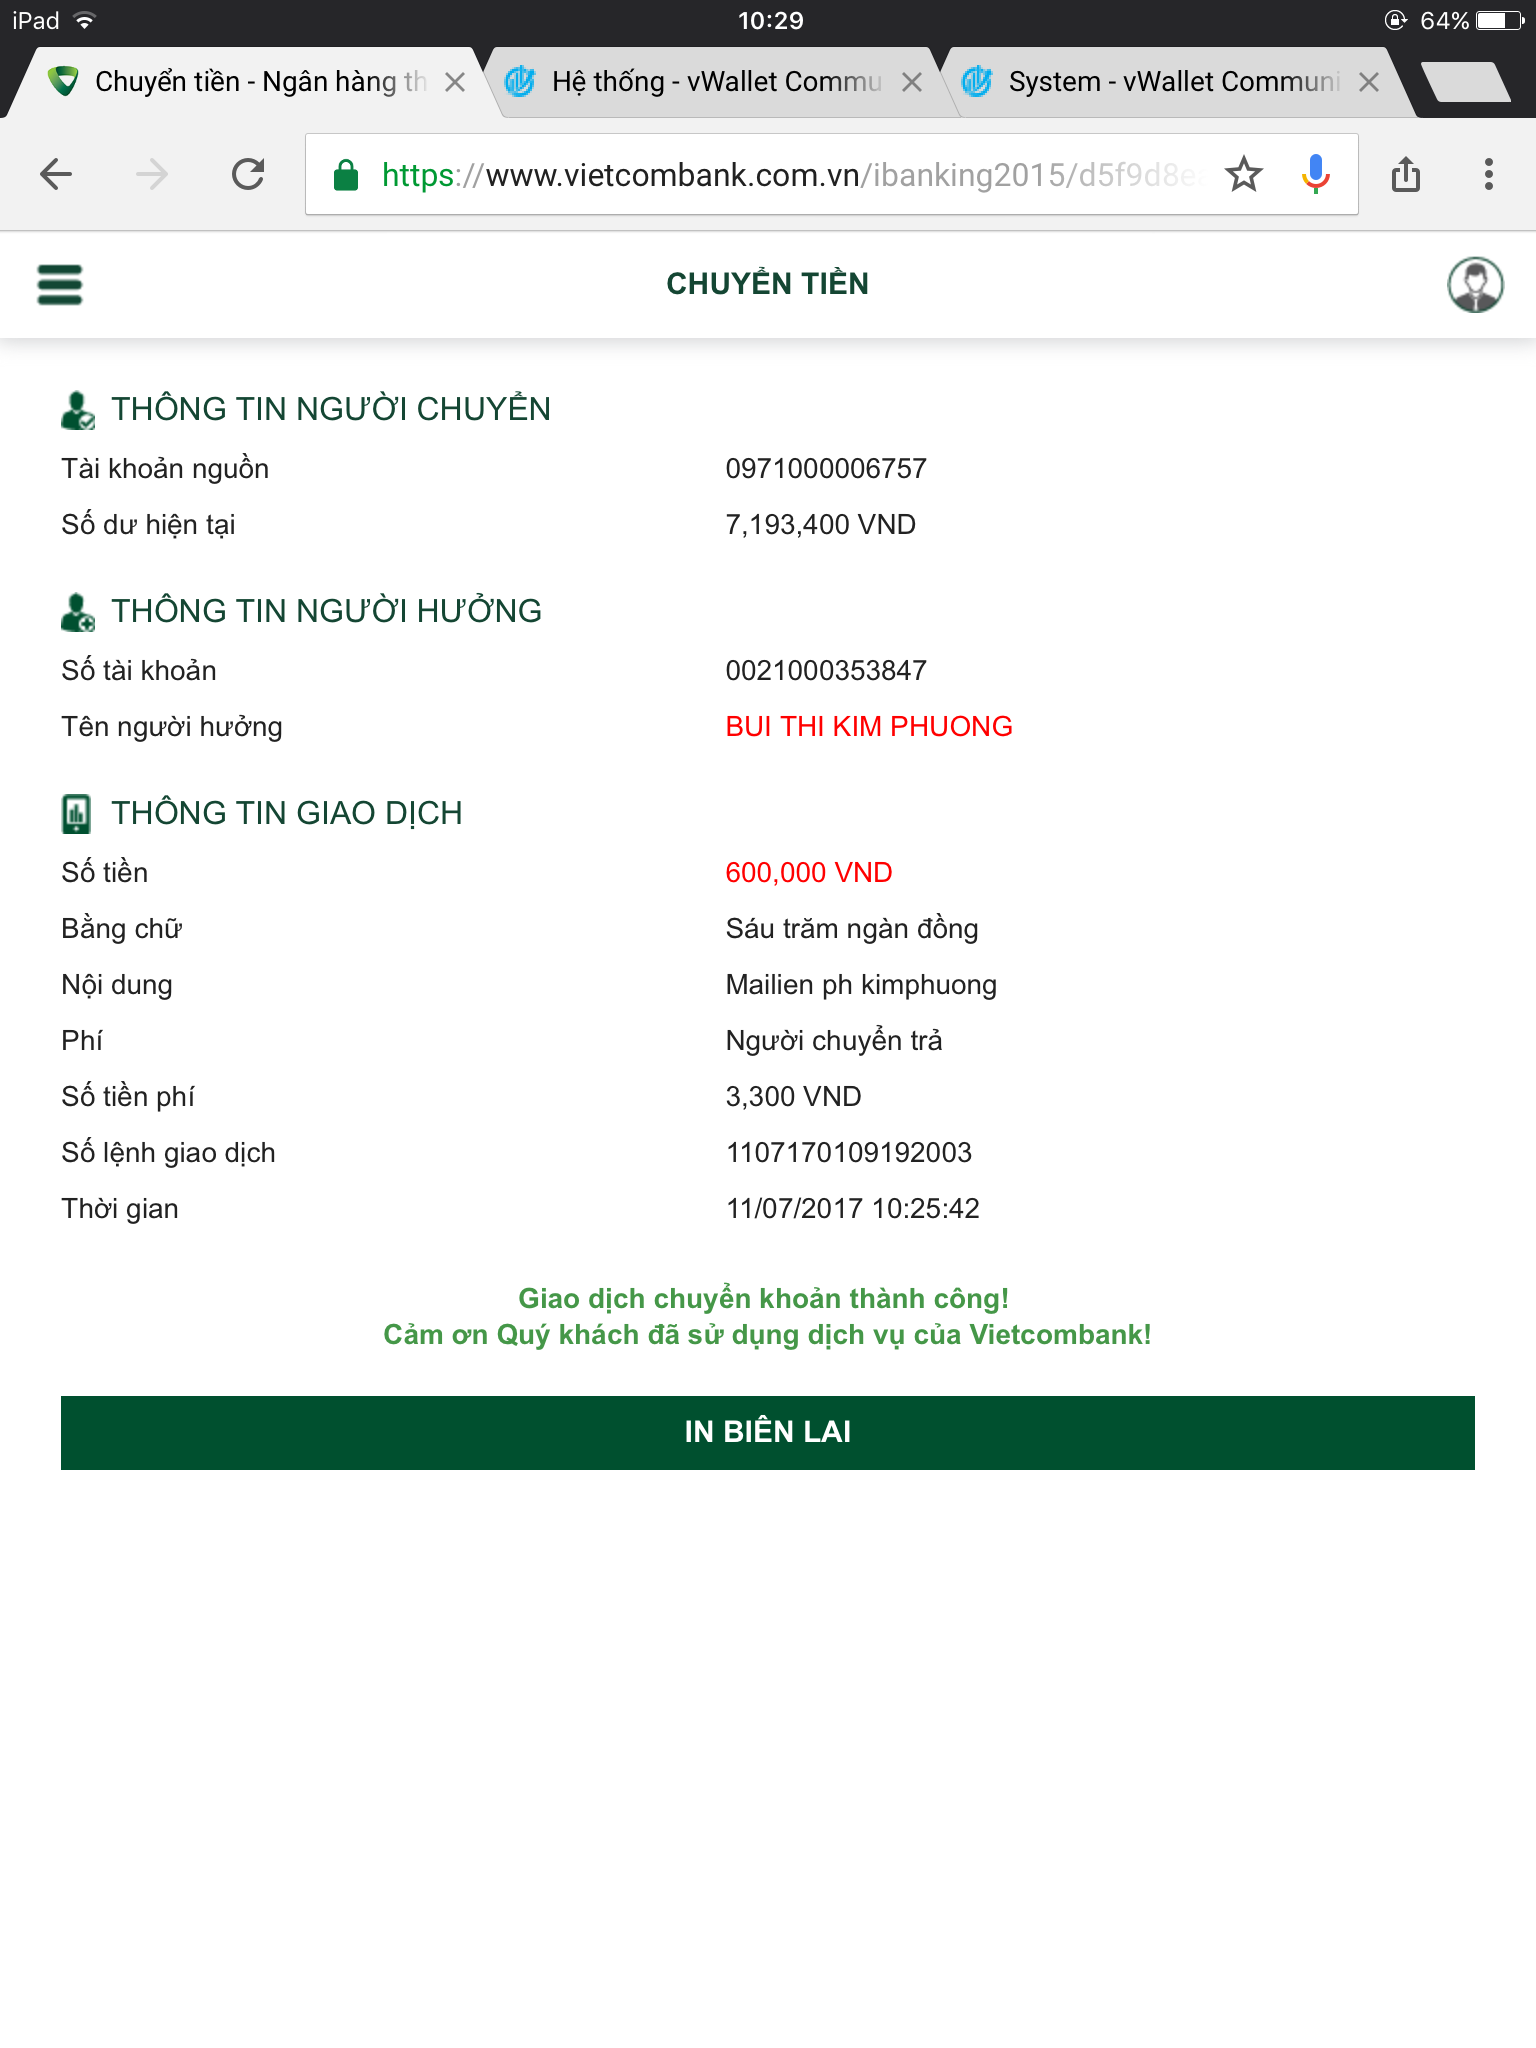 iPad 10:29 64%
Chuyển tiền - Ngân hàng th Hệ thống - vWallet Commu System - vWallet Communi
https://www.vietcombank.com.vn/ibanking2015/d5f9d8e
CHUYỂN TIỀN
THÔNG TIN NGƯỜI CHUYỂN
Tài khoản nguồn 0971000006757
Số dư hiện tại 7,193,400 VND
THÔNG TIN NGƯỜI HƯỞNG
Số tài khoản 0021000353847
Tên người hưởng BUI THI KIM PHUONG
THÔNG TIN GIAO DỊCH
Số tiền 600,000 VND
Bằng chữ Sáu trăm ngàn đồng
Nội dung Mailien ph kimphuong
Phí Người chuyển trả
Số tiền phí 3,300 VND
Số lệnh giao dịch 1107170109192003
Thời gian 11/07/2017 10:25:42
Giao dịch chuyển khoản thành công!
Cảm ơn Quý khách đã sử dụng dịch vụ của Vietcombank!
IN BIÊN LAI